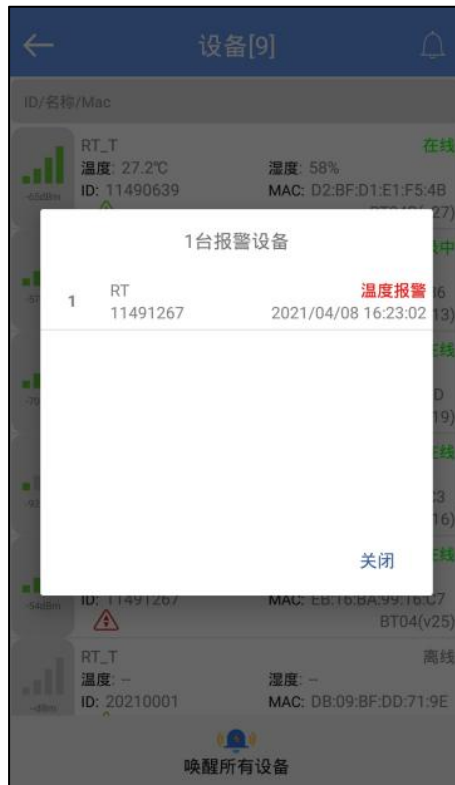 设备[9]
ID/名称/Mac
RT_T
在线
温度: 27.2℃
湿度: 58%
ID: 11490639
MAC: D2:BF:D1:E1:F5:4B
-65dBm
1台报警设备
1
RT
温度报警
11491267
2021/04/08 16:23:02
关闭
-54dBm
ID: 11491267
MAC: EB:16:BA:99:16:C7
BT04(v25)
RT_T
离线
温度: --
湿度: --
ID: 20210001
MAC: DB:09:BF:DD:71:9E
--dBm
唤醒所有设备